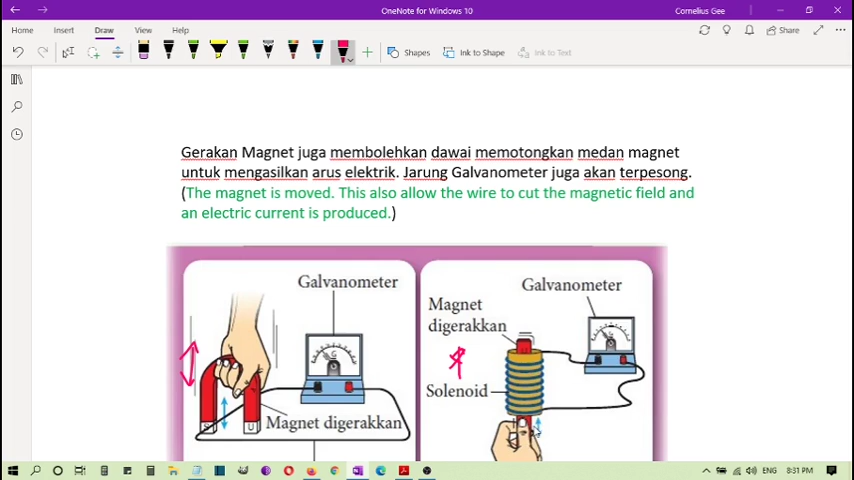 OneNote for Windows 10
Cornelius Gee
Home Insert Draw View Help
Share
Shapes Ink to Shape Ink to Text
Gerakan Magnet juga membolehkan dawai memotongkan medan magnet
untuk mengasilkan arus elektrik. Jarung Galvanometer juga akan terpesong.
(The magnet is moved. This also allow the wire to cut the magnetic field and
an electric current is produced.)
Galvanometer
G
S U
Magnet digerakkan
Galvanometer
Magnet
digerakkan
Solenoid
ENG 8:31 PM